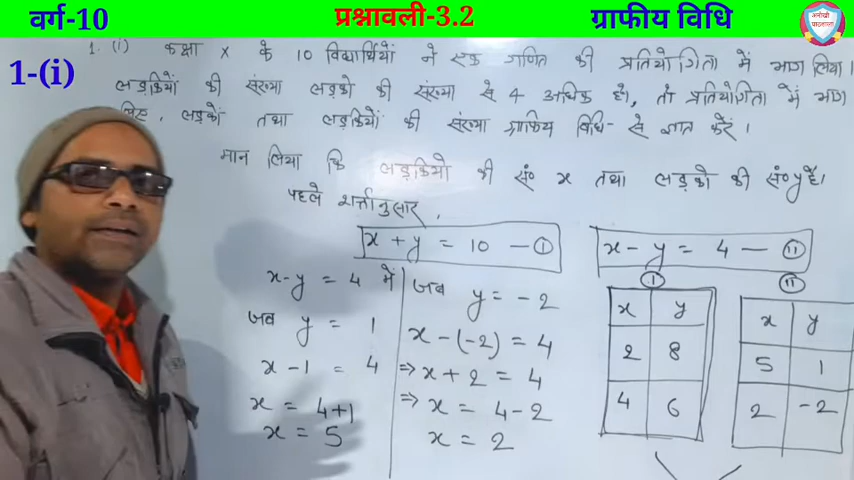 वर्ग-10
प्रश्नावली-3.2
ग्राफीय विधि
1-(i)
1. (i) कक्षा X के 10 विद्यार्थियों ने एक गणित की प्रतियोगिता में भाग लिया।
लड़कियों की संख्या लड़को की संख्या से 4 अधिक हो, तो प्रतियोगिता में भाग
लिए, लड़कों तथा लड़कियों की संख्या ग्राफिय विधि से ज्ञात करें।
मान लिया कि लड़कियो की सं० x तथा लड़को की सं० y है।
पहले शर्त्तानुसार,
x + y = 10 — (I)
x - y = 4 — (II)
x - y = 4 में
जब y = 1
x - 1 = 4
x = 4+1
x = 5
जब y = -2
x - (-2) = 4
⇒ x + 2 = 4
⇒ x = 4 - 2
x = 2
(I)
x y
2 8
4 6
(II)
x y
5 1
2 -2